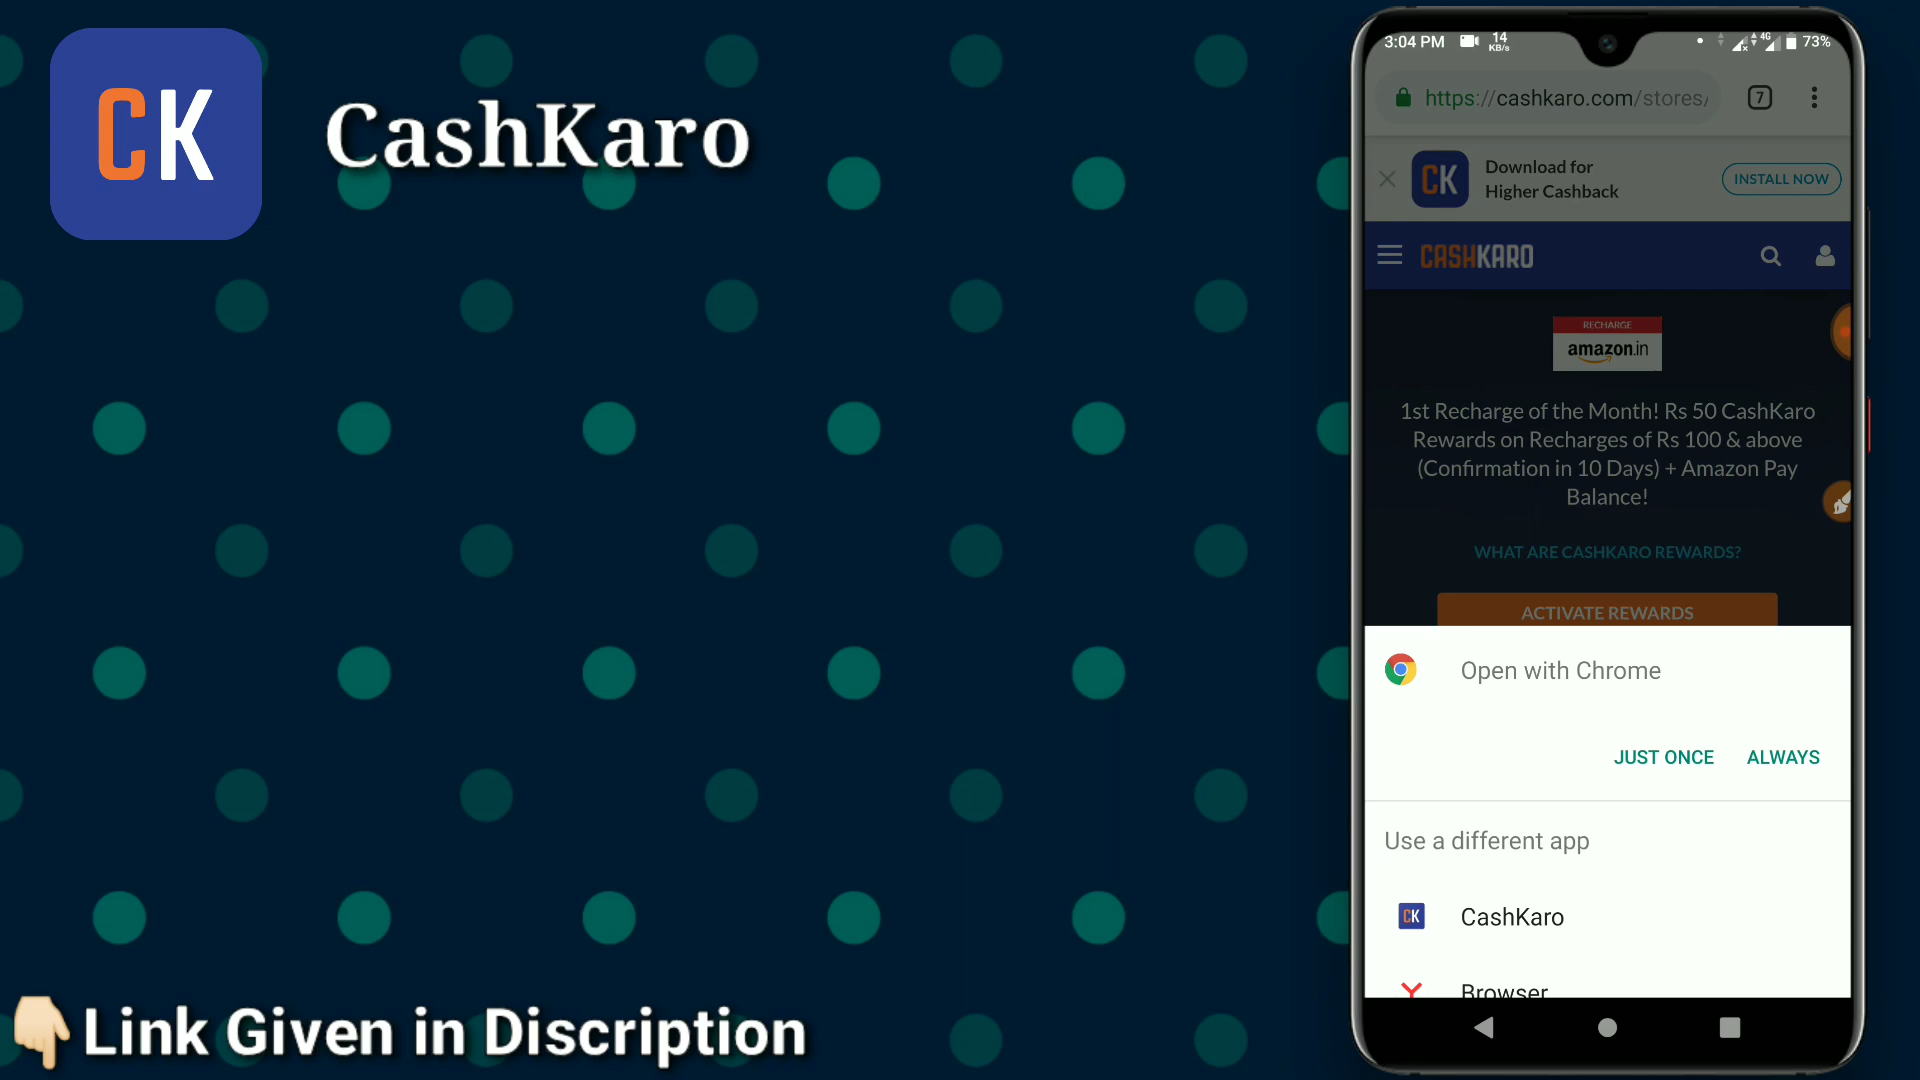 CK
CashKaro
3:04 PM
14
KB/s
4G
73%
https://cashkaro.com/stores/
7
CK
Download for
Higher Cashback
INSTALL NOW
CASHKARO
RECHARGE
amazon.in
1st Recharge of the Month! Rs 50 CashKaro
Rewards on Recharges of Rs 100 & above
(Confirmation in 10 Days) + Amazon Pay
Balance!
WHAT ARE CASHKARO REWARDS?
ACTIVATE REWARDS
Open with Chrome
JUST ONCE
ALWAYS
Use a different app
CK
CashKaro
Browser
Link Given in Discription